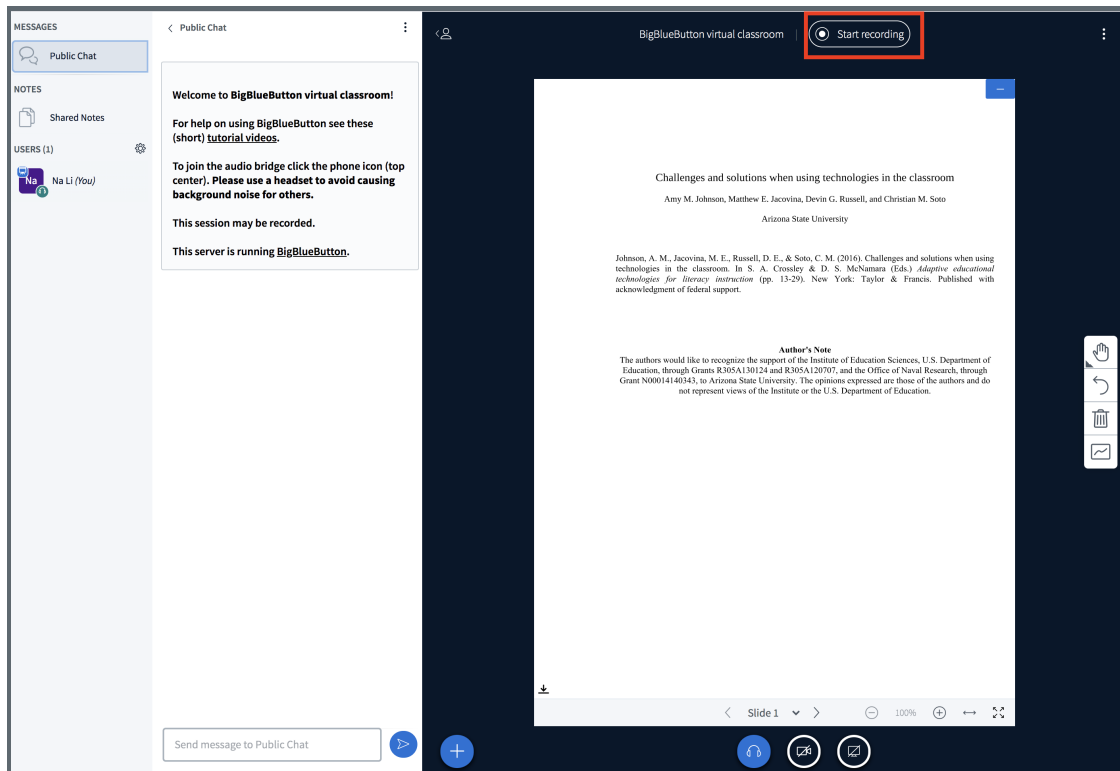 MESSAGES
Public Chat
NOTES
Shared Notes
USERS (1)
Na
Na Li (You)
Public Chat
Welcome to BigBlueButton virtual classroom!
For help on using BigBlueButton see these
(short) tutorial videos.
To join the audio bridge click the phone icon (top
center). Please use a headset to avoid causing
background noise for others.
This session may be recorded.
This server is running BigBlueButton.
Send message to Public Chat
BigBlueButton virtual classroom
Start recording
Challenges and solutions when using technologies in the classroom
Amy M. Johnson, Matthew E. Jacovina, Devin G. Russell, and Christian M. Soto
Arizona State University
Johnson, A. M., Jacovina, M. E., Russell, D. E., & Soto, C. M. (2016). Challenges and solutions when using
technologies in the classroom. In S. A. Crossley & D. S. McNamara (Eds.) Adaptive educational
technologies for literacy instruction (pp. 13-29). New York: Taylor & Francis. Published with
acknowledgment of federal support.
Author's Note
The authors would like to recognize the support of the Institute of Education Sciences, U.S. Department of
Education, through Grants R305A130124 and R305A120707, and the Office of Naval Research, through
Grant N00014140343, to Arizona State University. The opinions expressed are those of the authors and do
not represent views of the Institute or the U.S. Department of Education.
Slide 1
100%